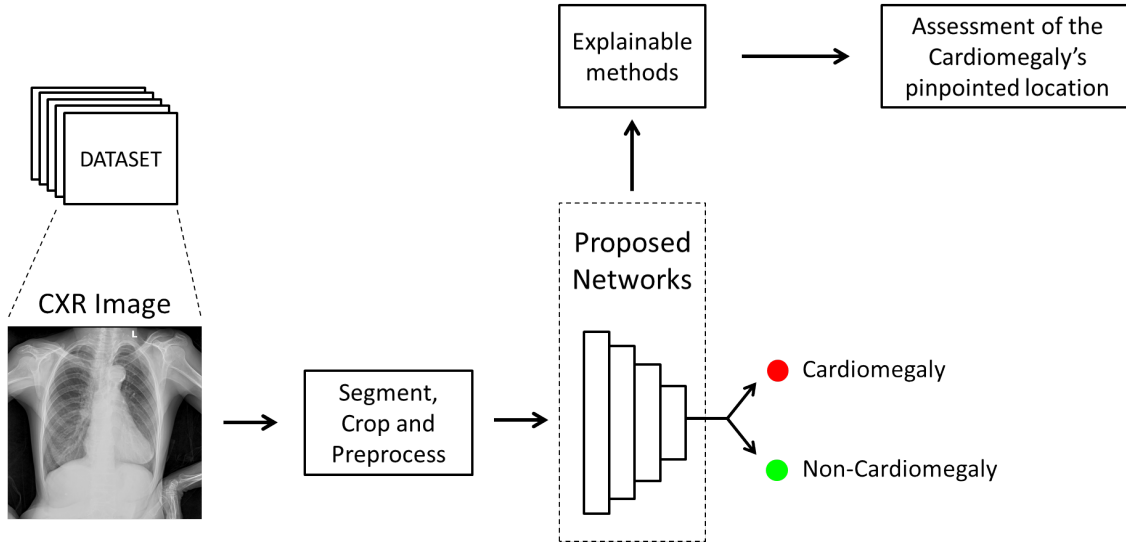 Explainable
methods
Assessment of the
Cardiomegaly’s
pinpointed location
DATASET
CXR Image
L
Segment,
Crop and
Preprocess
Proposed
Networks
Cardiomegaly
Non-Cardiomegaly